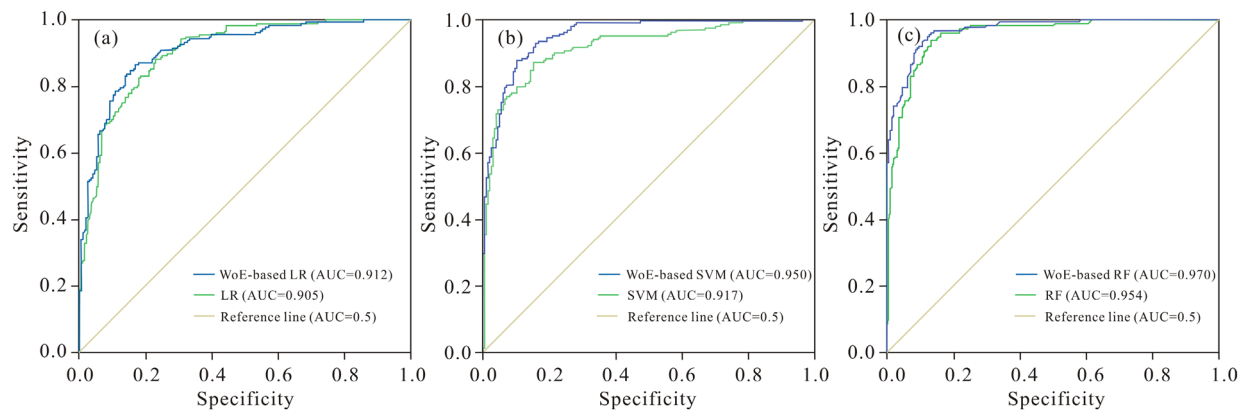 (a)
1.0
0.8
0.6
0.4
0.2
0.0
Sensitivity
WoE-based LR (AUC=0.912)
LR (AUC=0.905)
Reference line (AUC=0.5)
0.0 0.2 0.4 0.6 0.8 1.0
Specificity
(b)
1.0
0.8
0.6
0.4
0.2
0.0
Sensitivity
WoE-based SVM (AUC=0.950)
SVM (AUC=0.917)
Reference line (AUC=0.5)
0.0 0.2 0.4 0.6 0.8 1.0
Specificity
(c)
1.0
0.8
0.6
0.4
0.2
0.0
Sensitivity
WoE-based RF (AUC=0.970)
RF (AUC=0.954)
Reference line (AUC=0.5)
0.0 0.2 0.4 0.6 0.8 1.0
Specificity